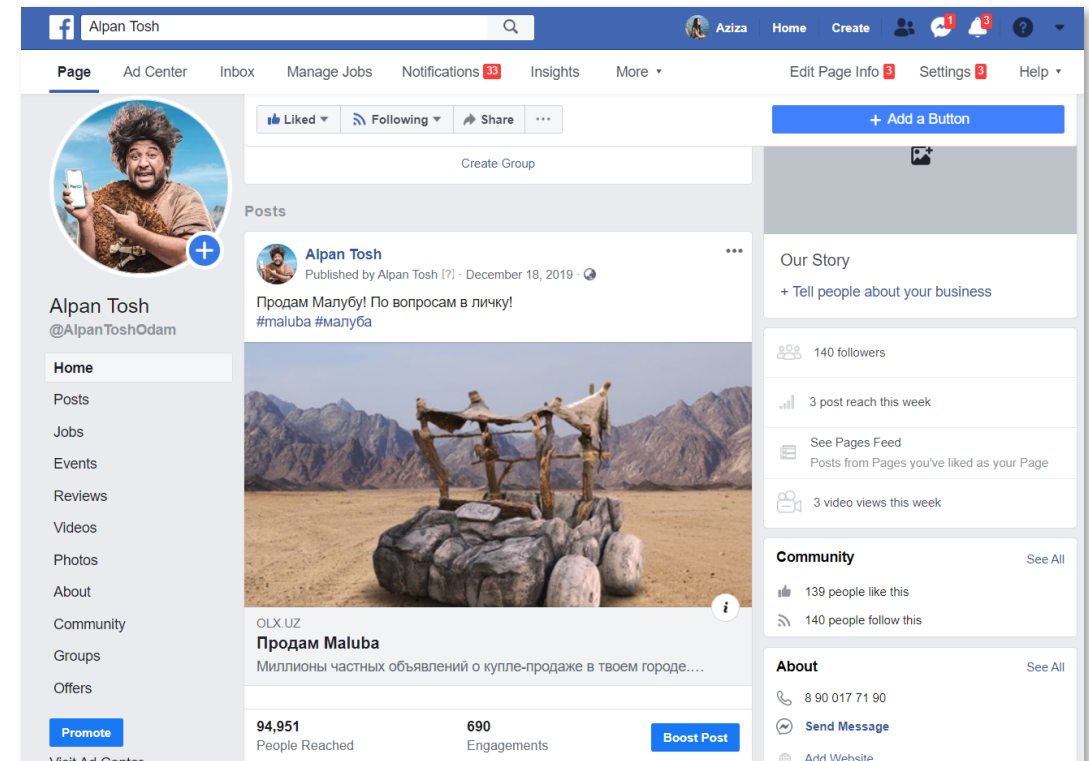 Alpan Tosh
Aziza
Home
Create
1
3
Page
Ad Center
Inbox
Manage Jobs
Notifications 33
Insights
More
Edit Page Info 3
Settings 3
Help
Liked
Following
Share
+ Add a Button
Create Group
Posts
Alpan Tosh
Published by Alpan Tosh [?] · December 18, 2019 ·
Продам Малубу! По вопросам в личку!
#maluba #малуба
OLX.UZ
Продам Maluba
Миллионы частных объявлений о купле-продаже в твоем городе.…
94,951
People Reached
690
Engagements
Boost Post
Alpan Tosh
@AlpanToshOdam
Home
Posts
Jobs
Events
Reviews
Videos
Photos
About
Community
Groups
Offers
Promote
Visit Ad Center
Our Story
+ Tell people about your business
140 followers
3 post reach this week
See Pages Feed
Posts from Pages you've liked as your Page
3 video views this week
Community
See All
139 people like this
140 people follow this
About
See All
8 90 017 71 90
Send Message
Add Website